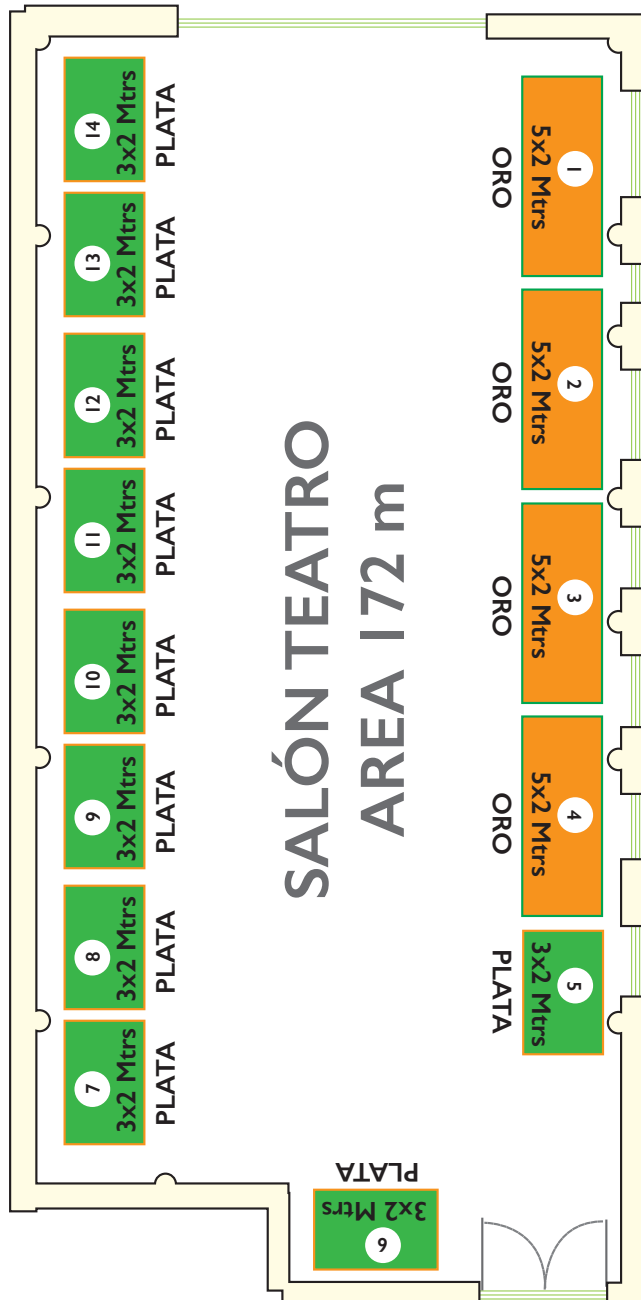 SALÓN TEATRO
AREA 172 m
1
5x2 Mtrs
ORO
2
5x2 Mtrs
ORO
3
5x2 Mtrs
ORO
4
5x2 Mtrs
ORO
5
3x2 Mtrs
PLATA
6
3x2 Mtrs
PLATA
7
3x2 Mtrs
PLATA
8
3x2 Mtrs
PLATA
9
3x2 Mtrs
PLATA
10
3x2 Mtrs
PLATA
11
3x2 Mtrs
PLATA
12
3x2 Mtrs
PLATA
13
3x2 Mtrs
PLATA
14
3x2 Mtrs
PLATA